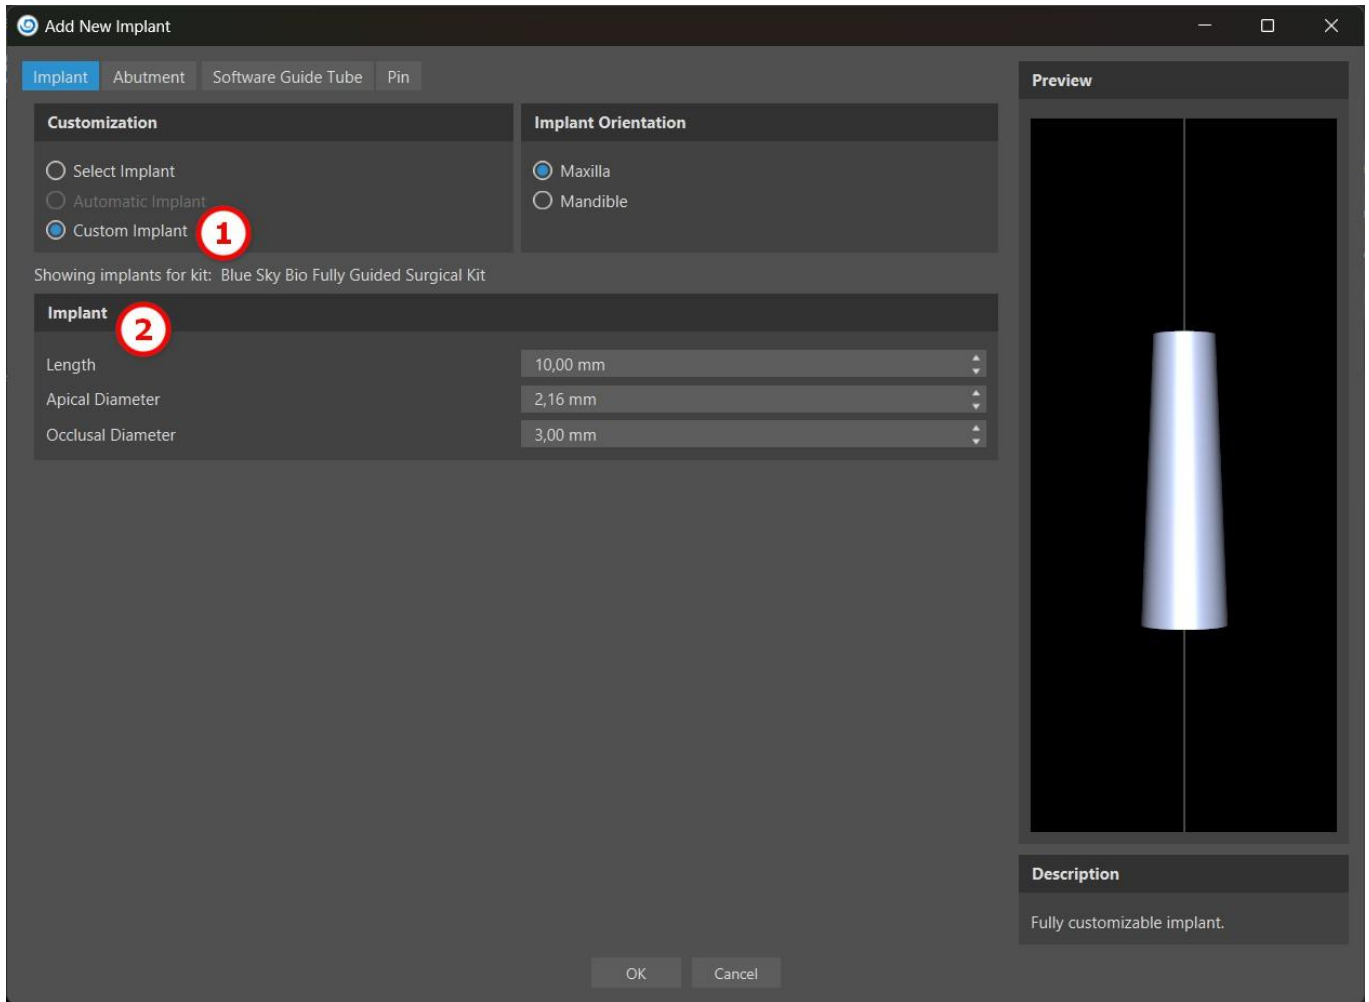 Add New Implant
Implant Abutment Software Guide Tube Pin
Customization
Select Implant
Automatic Implant
Custom Implant 1
Implant Orientation
Maxilla
Mandible
Showing implants for kit: Blue Sky Bio Fully Guided Surgical Kit
Implant 2
Length 10,00 mm
Apical Diameter 2,16 mm
Occlusal Diameter 3,00 mm
Preview
Description
Fully customizable implant.
OK Cancel